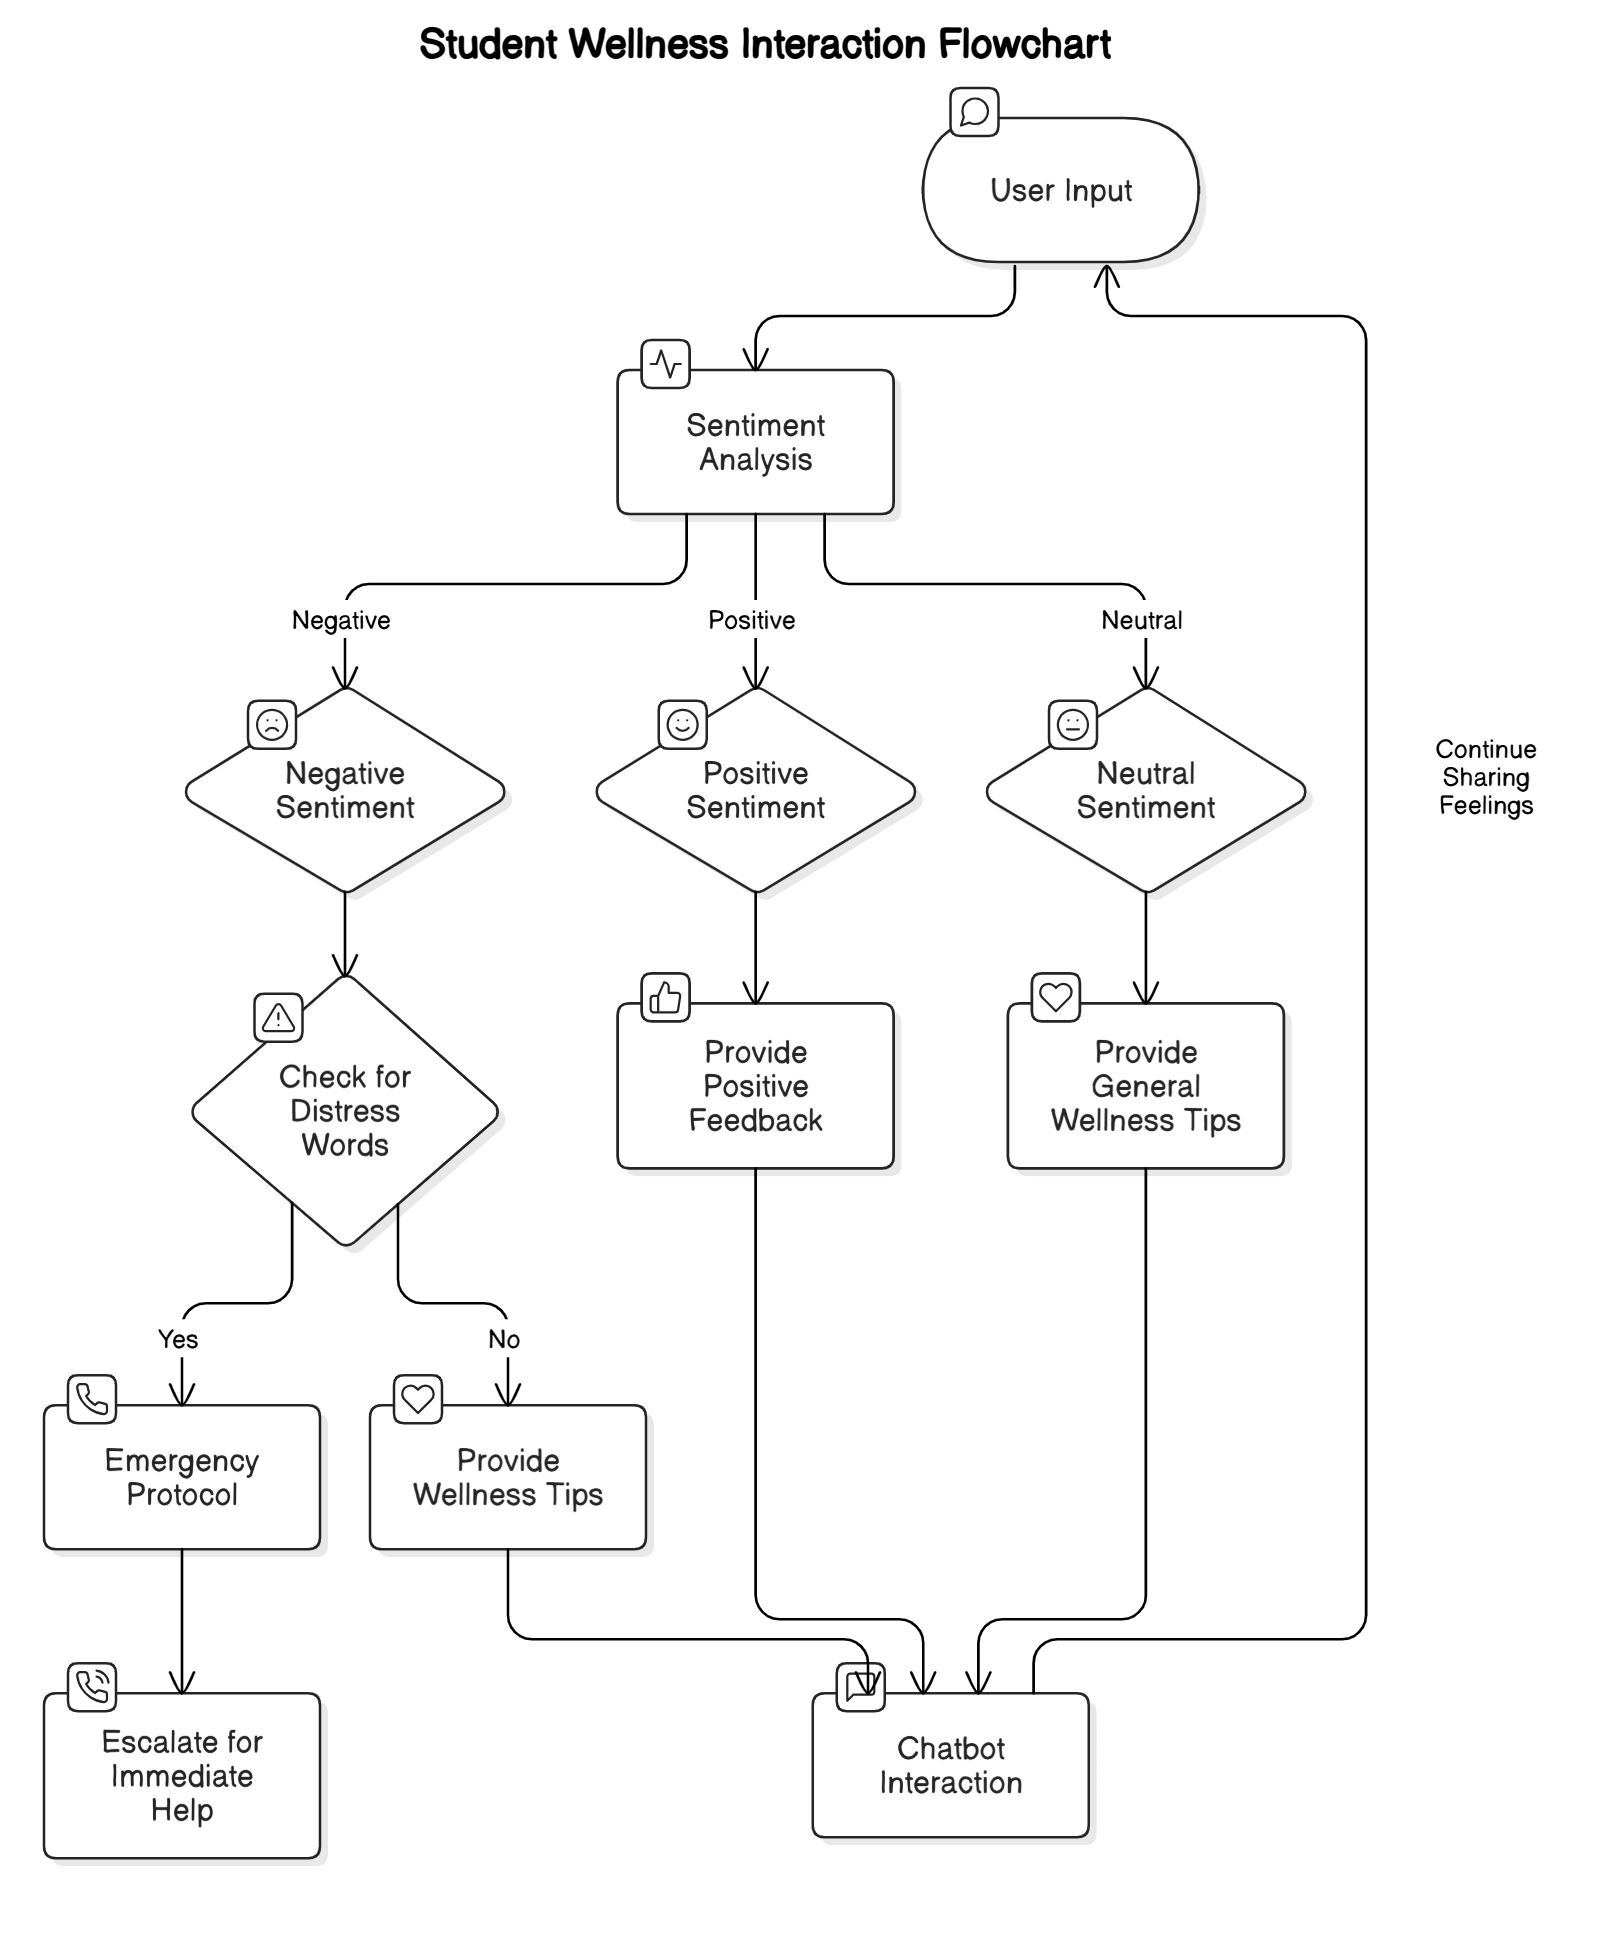 Student Wellness Interaction Flowchart
User Input
Sentiment
Analysis
Negative
Positive
Neutral
Negative
Sentiment
Positive
Sentiment
Neutral
Sentiment
Continue
Sharing
Feelings
Check for
Distress
Words
Provide
Positive
Feedback
Provide
General
Wellness Tips
Yes
No
Emergency
Protocol
Provide
Wellness Tips
Escalate for
Immediate
Help
Chatbot
Interaction